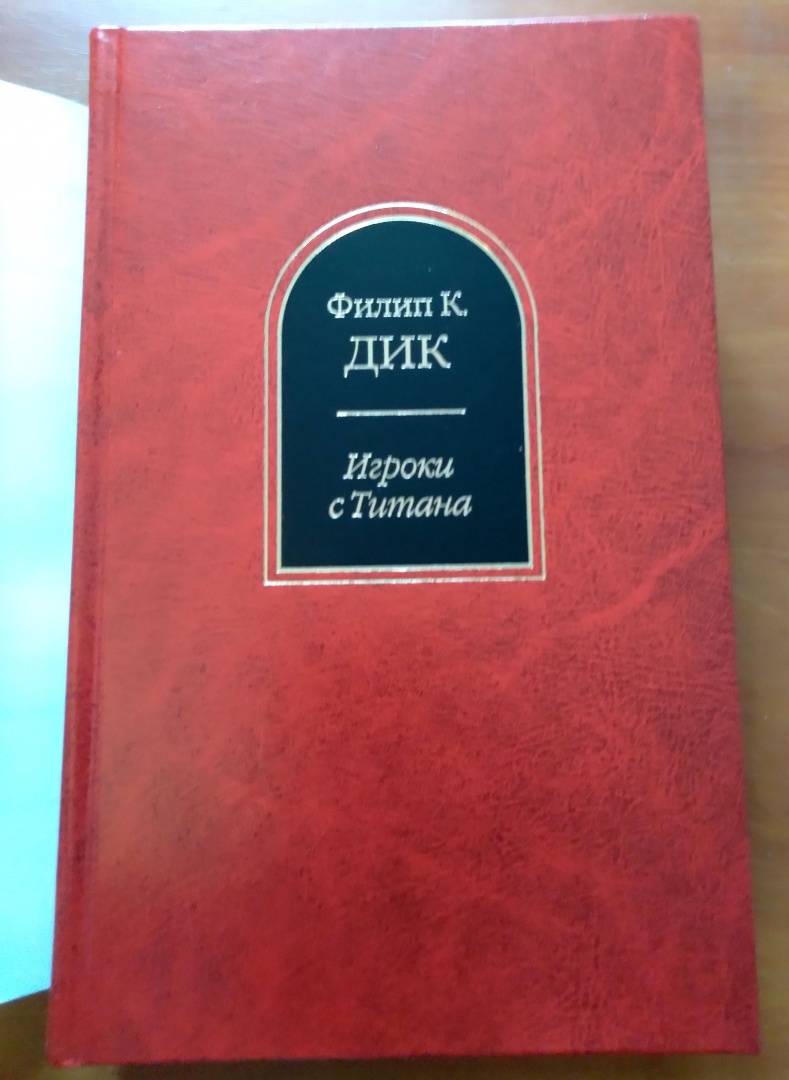 Филип К.
ДИК
Игроки
с Титана